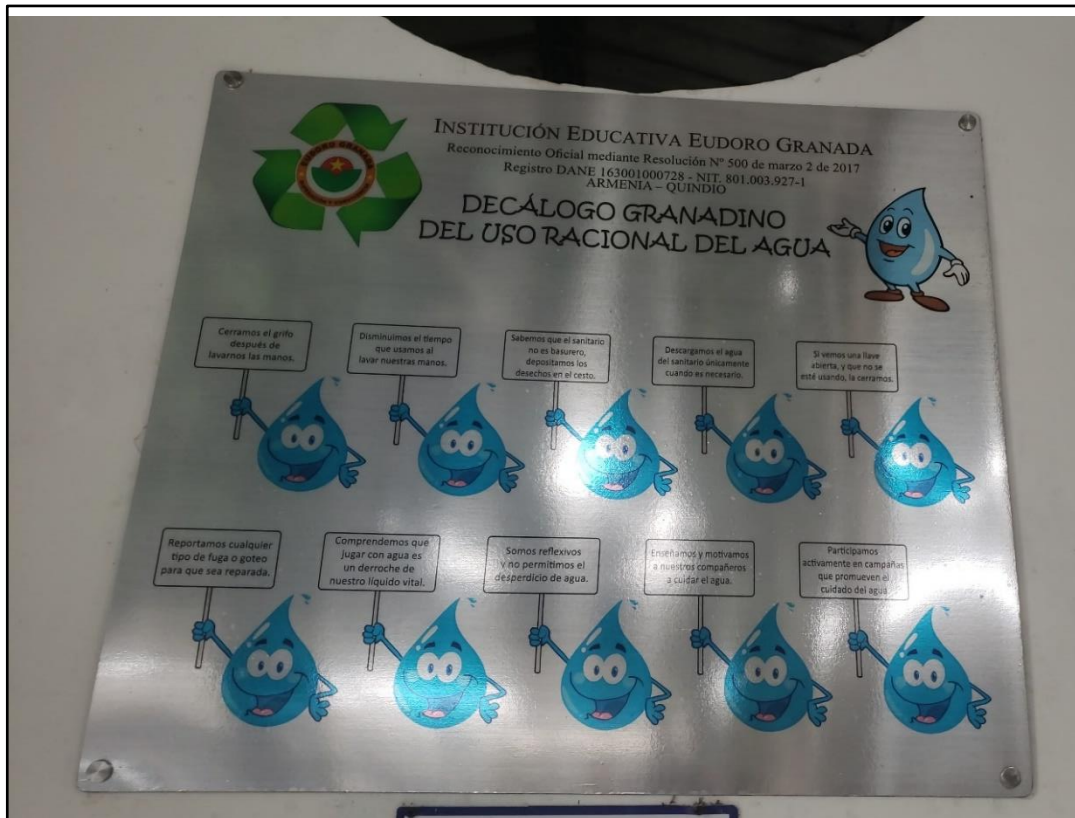 INSTITUCIÓN EDUCATIVA EUDORO GRANADA
Reconocimiento Oficial mediante Resolución Nº 500 de marzo 2 de 2017
Registro DANE 163001000728 - NIT. 801.003.927-1
ARMENIA – QUINDIO
EUDORO GRANADA
DECÁLOGO GRANADINO
DEL USO RACIONAL DEL AGUA
Cerramos el grifo
después de
lavarnos las manos.
Disminuimos el tiempo
que usamos al
lavar nuestras manos.
Sabemos que el sanitario
no es basurero,
depositamos los
desechos en el cesto.
Descargamos el agua
del sanitario únicamente
cuando es necesario.
Si vemos una llave
abierta, y que no se
esté usando, la cerramos.
Reportamos cualquier
tipo de fuga o goteo
para que sea reparada.
Comprendemos que
jugar con agua es
un derroche de
nuestro líquido vital.
Somos reflexivos
y no permitimos el
desperdicio de agua.
Enseñamos y motivamos
a nuestros compañeros
a cuidar el agua.
Participamos
activamente en campañas
que promueven el
cuidado del agua